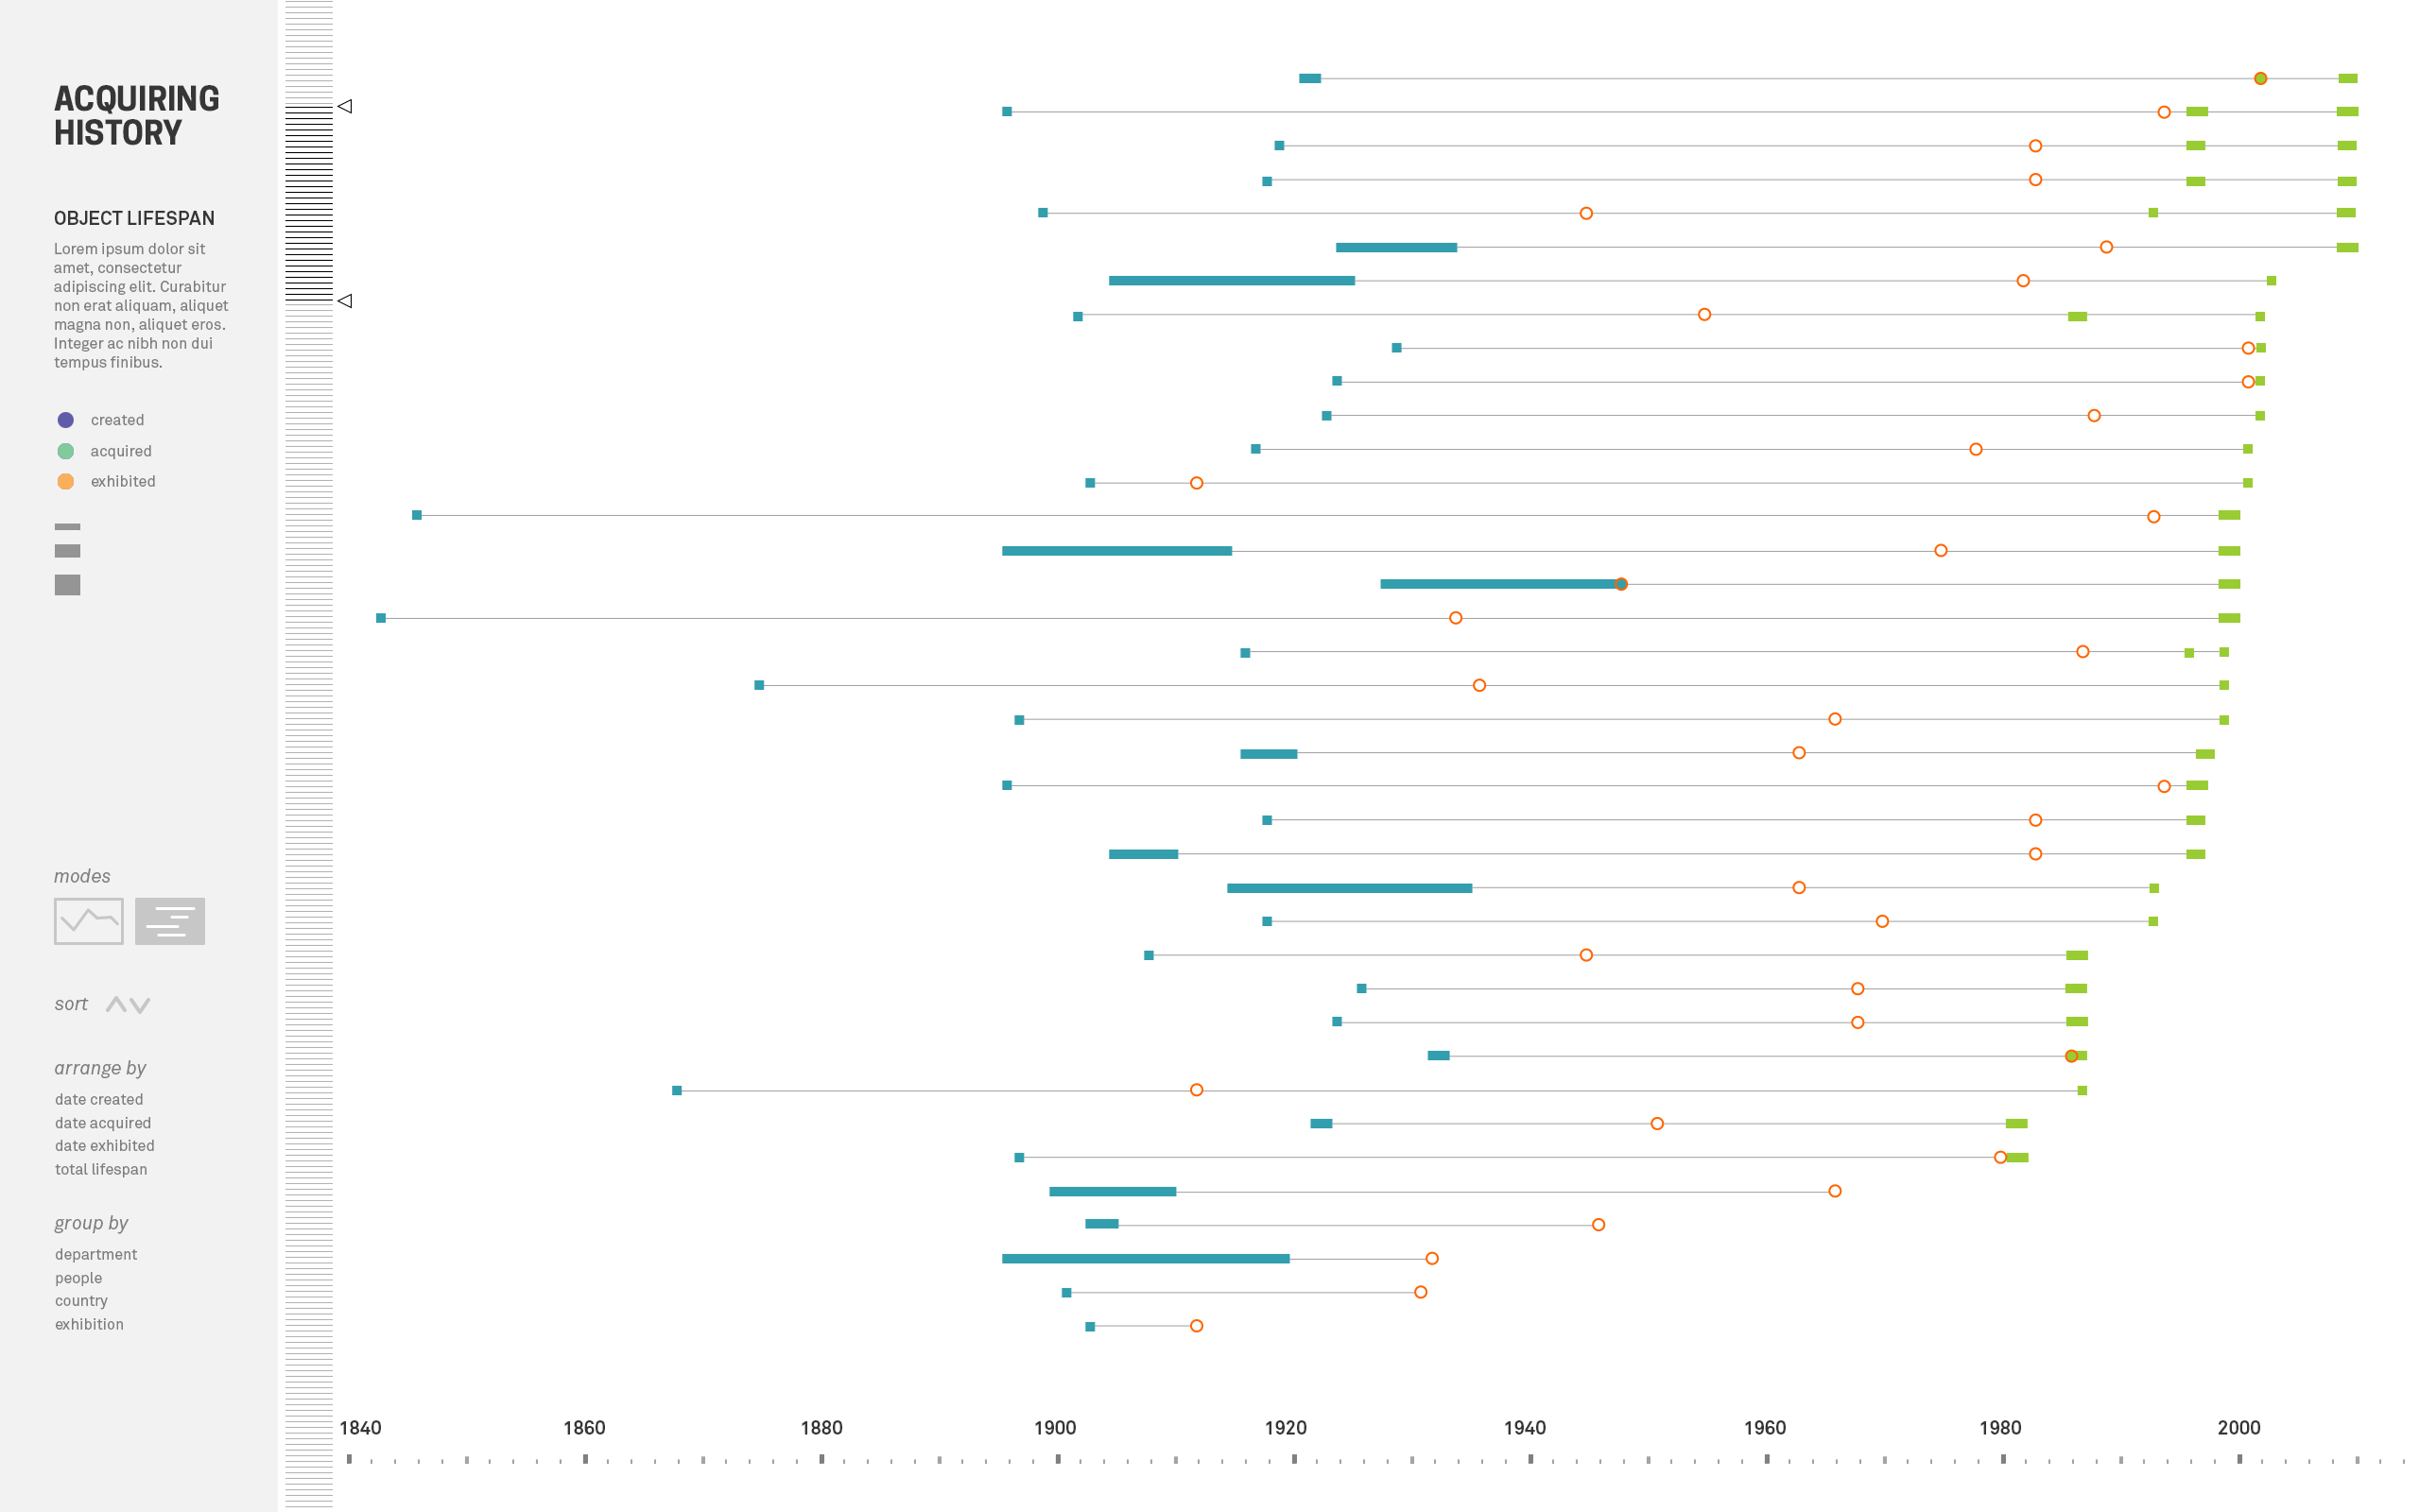 ACQUIRING
HISTORY
OBJECT LIFESPAN
Lorem ipsum dolor sit
amet, consectetur
adipiscing elit. Curabitur
non erat aliquam, aliquet
magna non, aliquet eros.
Integer ac nibh non dui
tempus finibus.
created
acquired
exhibited
modes
sort
arrange by
date created
date acquired
date exhibited
total lifespan
group by
department
people
country
exhibition
1840 1860 1880 1900 1920 1940 1960 1980 2000